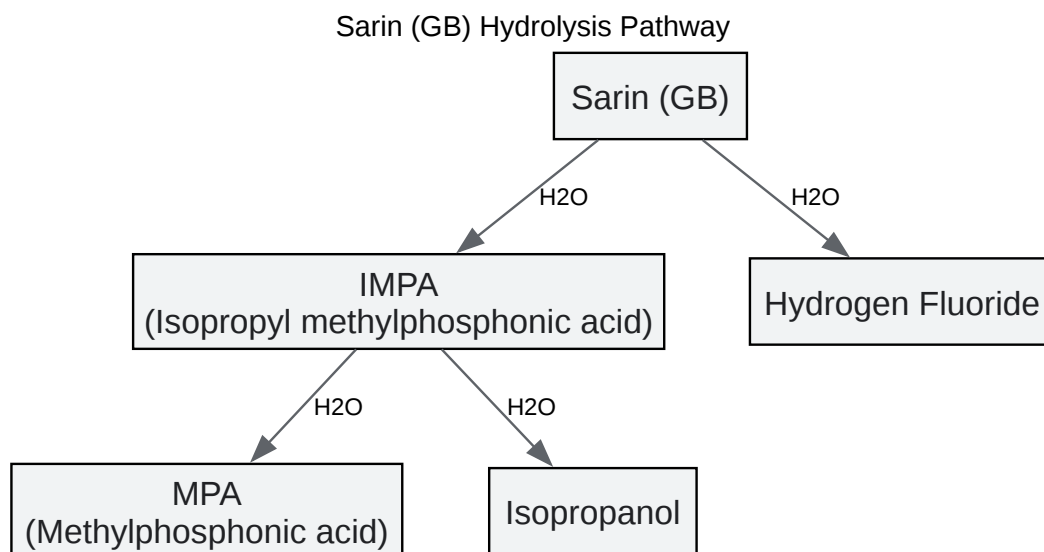 Sarin (GB) Hydrolysis Pathway
Sarin (GB)
H2O
H2O
IMPA
(Isopropyl methylphosphonic acid)
Hydrogen Fluoride
H2O
H2O
MPA
(Methylphosphonic acid)
Isopropanol